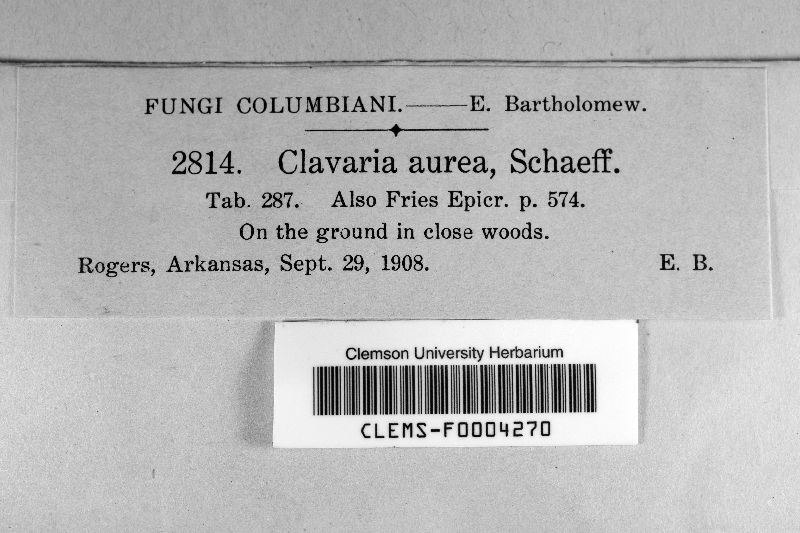 FUNGI COLUMBIANI.——E. Bartholomew.
2814. Clavaria aurea, Schaeff.
Tab. 287. Also Fries Epicr. p. 574.
On the ground in close woods.
Rogers, Arkansas, Sept. 29, 1908. E. B.
Clemson University Herbarium
CLEMS-F0004270